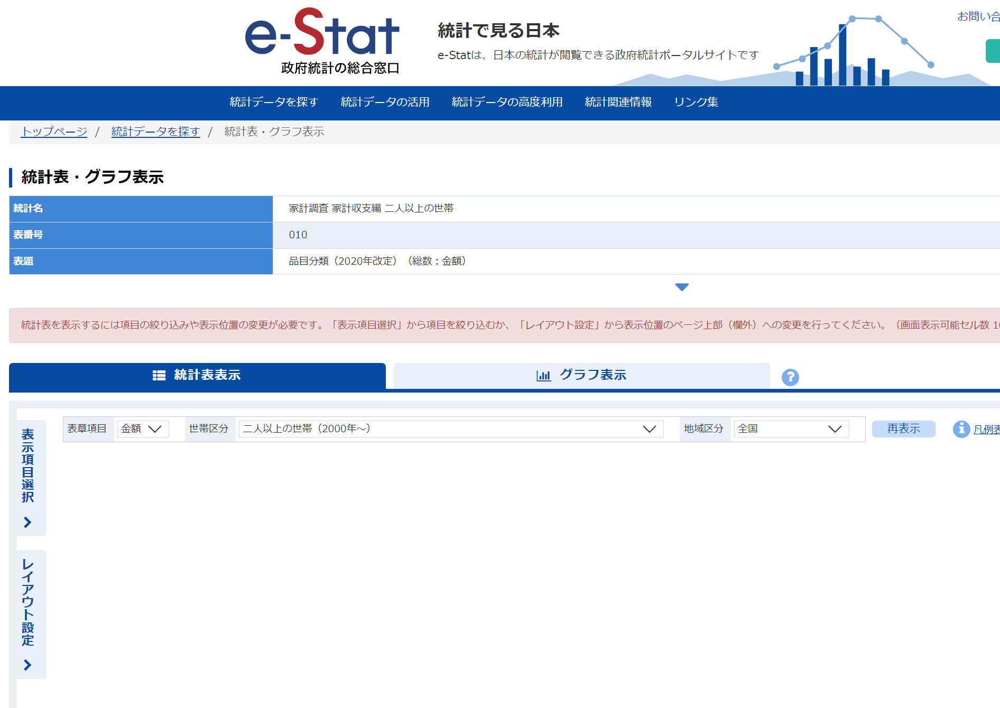 e-Stat
政府統計の総合窓口
統計で見る日本
e-Statは、日本の統計が閲覧できる政府統計ポータルサイトです
お問い合
統計データを探す 統計データの活用 統計データの高度利用 統計関連情報 リンク集
トップページ / 統計データを探す / 統計表・グラフ表示
統計表・グラフ表示
統計名 家計調査 家計収支編 二人以上の世帯
表番号 010
表題 品目分類（2020年改定）（総数：金額）
統計表を表示するには項目の絞り込みや表示位置の変更が必要です。「表示項目選択」から項目を絞り込むか、「レイアウト設定」から表示位置のページ上部（欄外）への変更を行ってください。（画面表示可能セル数 1
統計表表示 グラフ表示 ?
表章項目 金額 世帯区分 二人以上の世帯（2000年～） 地域区分 全国 再表示 凡例表
表示項目選択
レイアウト設定